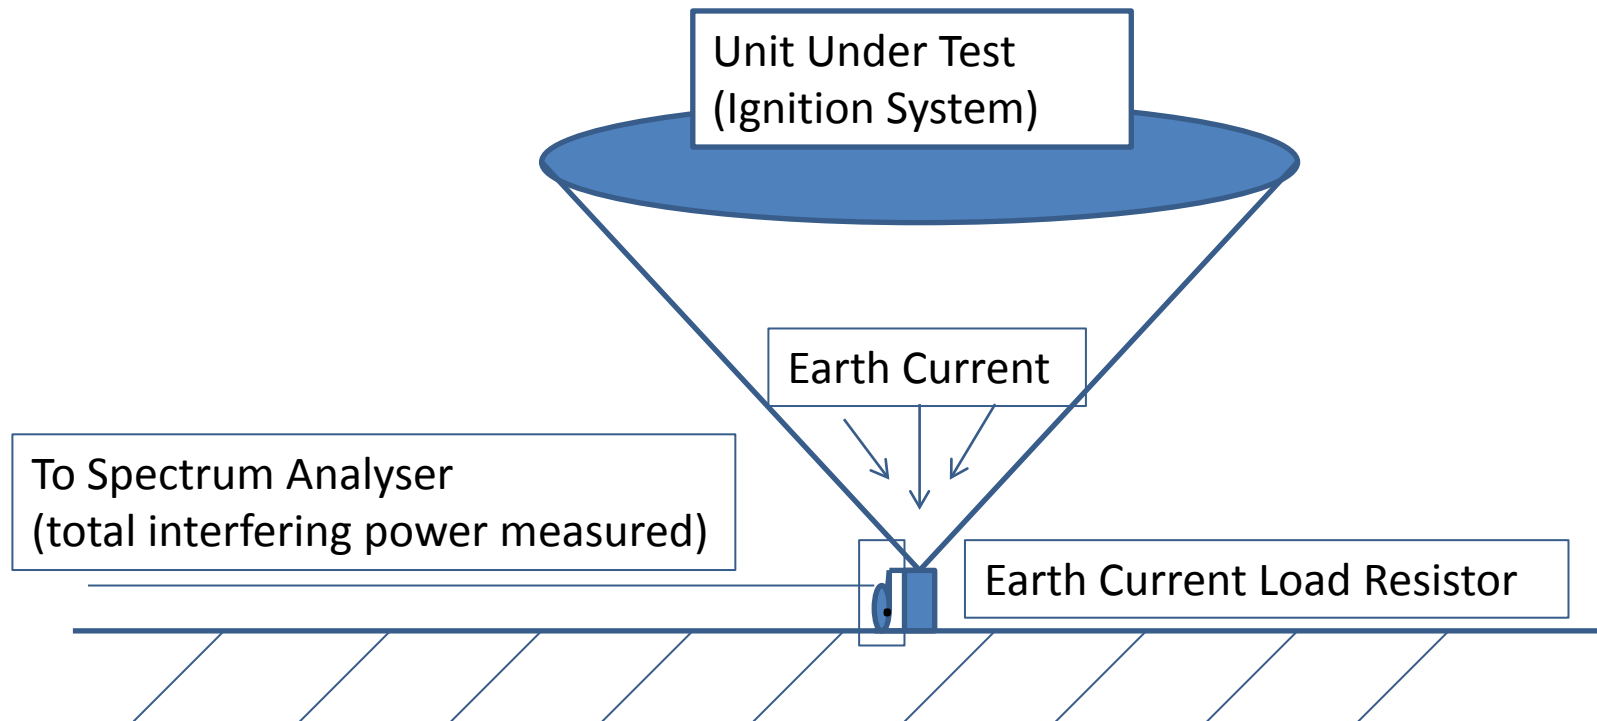 Unit Under Test
(Ignition System)
Earth Current
To Spectrum Analyser
(total interfering power measured)
Earth Current Load Resistor